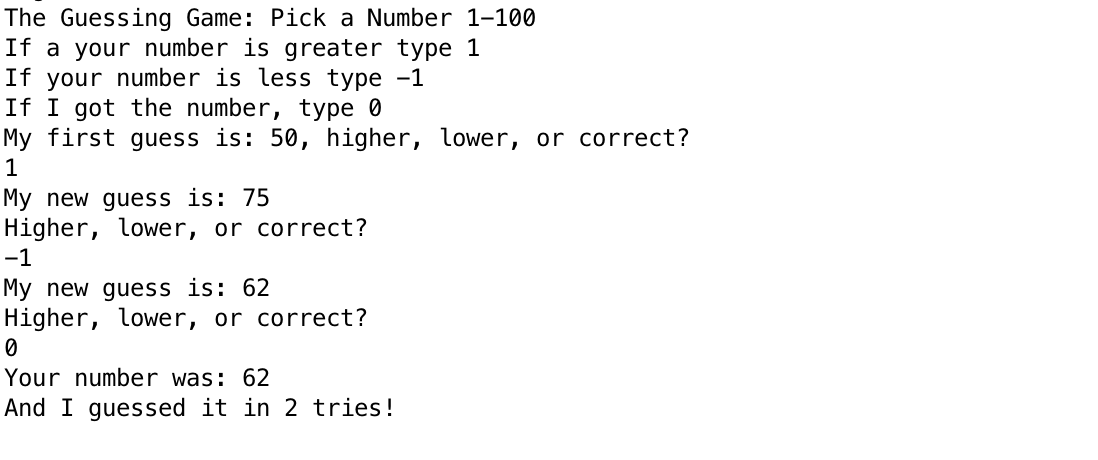 The Guessing Game: Pick a Number 1-100
If a your number is greater type 1
If your number is less type -1
If I got the number, type 0
My first guess is: 50, higher, lower, or correct?
1
My new guess is: 75
Higher, lower, or correct?
-1
My new guess is: 62
Higher, lower, or correct?
0
Your number was: 62
And I guessed it in 2 tries!